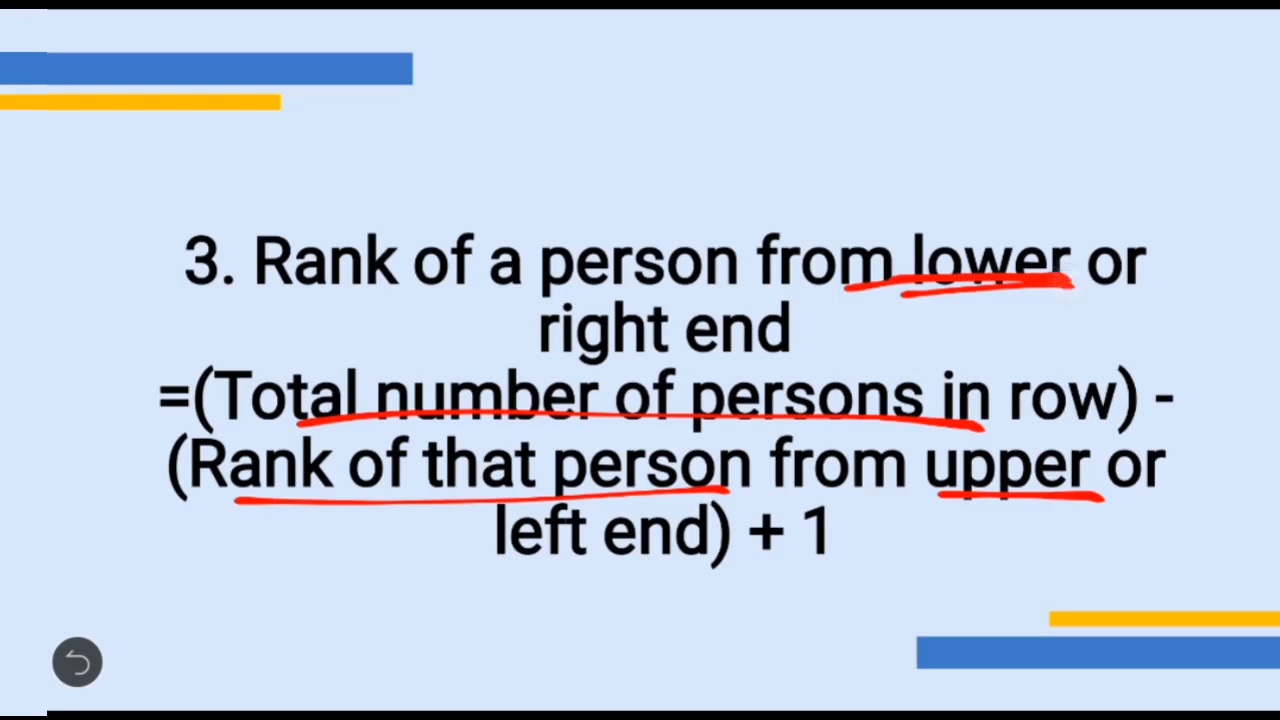 3. Rank of a person from lower or
right end
=(Total number of persons in row) -
(Rank of that person from upper or
left end) + 1